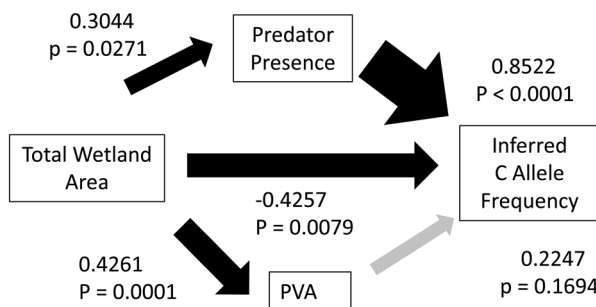 0.3044
p = 0.0271
Predator
Presence
0.8522
P < 0.0001
Total Wetland
Area
Inferred
C Allele
Frequency
-0.4257
P = 0.0079
0.4261
P = 0.0001
PVA
0.2247
p = 0.1694